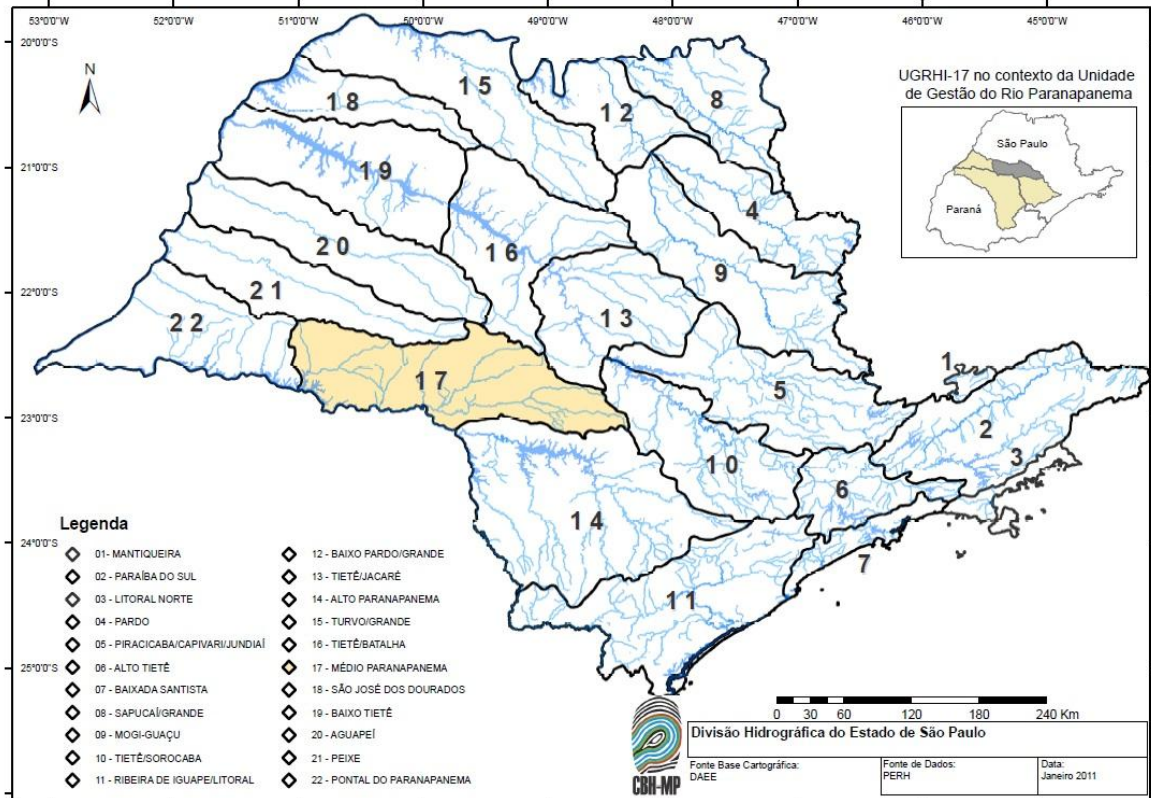 53°0'0"W
52°0'0"W
51°0'0"W
50°0'0"W
49°0'0"W
48°0'0"W
47°0'0"W
46°0'0"W
45°0'0"W
20°0'0"S
21°0'0"S
22°0'0"S
23°0'0"S
24°0'0"S
25°0'0"S
N
UGRHI-17 no contexto da Unidade
de Gestão do Rio Paranapanema
São Paulo
Paraná
15
18
12
8
19
4
16
20
9
21
13
22
17
5
1
2
3
10
6
14
7
11
Legenda
01- MANTIQUEIRA
02 - PARAÍBA DO SUL
03 - LITORAL NORTE
04 - PARDO
05 - PIRACICABA/CAPIVARI/JUNDIAÍ
06 - ALTO TIETÊ
07 - BAIXADA SANTISTA
08 - SAPUCAÍ/GRANDE
09 - MOGI-GUAÇU
10 - TIETÊ/SOROCABA
11 - RIBEIRA DE IGUAPE/LITORAL
12 - BAIXO PARDO/GRANDE
13 - TIETÊ/JACARÉ
14 - ALTO PARANAPANEMA
15 - TURVO/GRANDE
16 - TIETÊ/BATALHA
17 - MÉDIO PARANAPANEMA
18 - SÃO JOSÉ DOS DOURADOS
19 - BAIXO TIETÊ
20 - AGUAPEÍ
21 - PEIXE
22 - PONTAL DO PARANAPANEMA
0 30 60 120 180 240 Km
CBH-MP
Divisão Hidrográfica do Estado de São Paulo
Fonte Base Cartográfica:
DAEE
Fonte de Dados:
PERH
Data:
Janeiro 2011